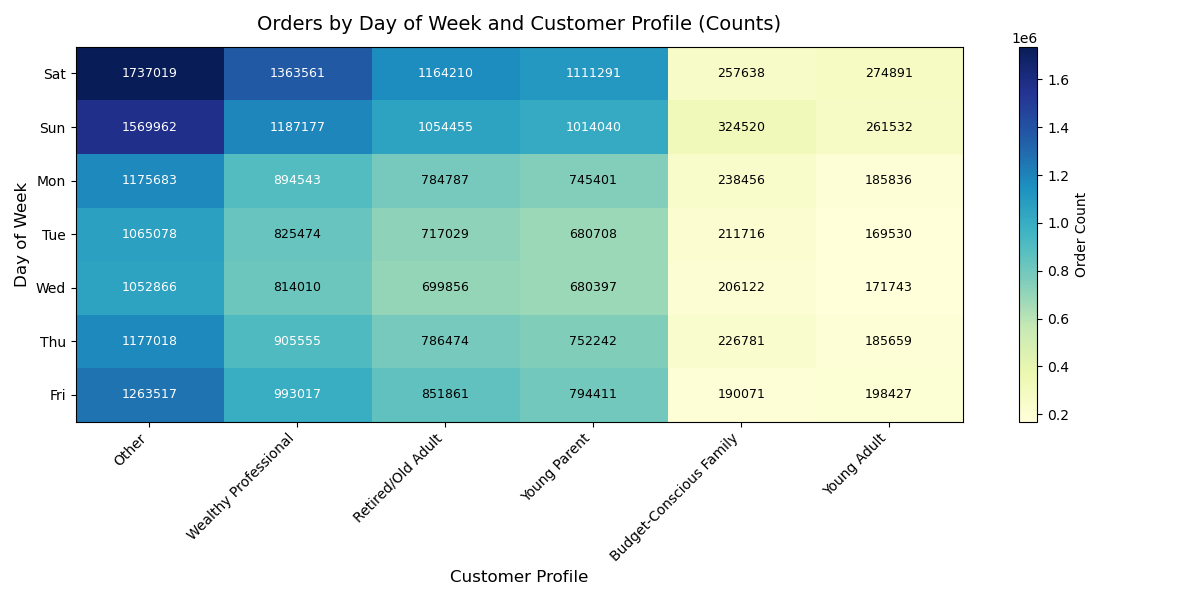 Orders by Day of Week and Customer Profile (Counts)
1e6
Sat 1737019 1363561 1164210 1111291 257638 274891
Sun 1569962 1187177 1054455 1014040 324520 261532
Mon 1175683 894543 784787 745401 238456 185836
Tue 1065078 825474 717029 680708 211716 169530
Wed 1052866 814010 699856 680397 206122 171743
Thu 1177018 905555 786474 752242 226781 185659
Fri 1263517 993017 851861 794411 190071 198427
Day of Week
Other
Wealthy Professional
Retired/Old Adult
Young Parent
Budget-Conscious Family
Young Adult
Customer Profile
1.6
1.4
1.2
1.0
0.8
0.6
0.4
0.2
Order Count